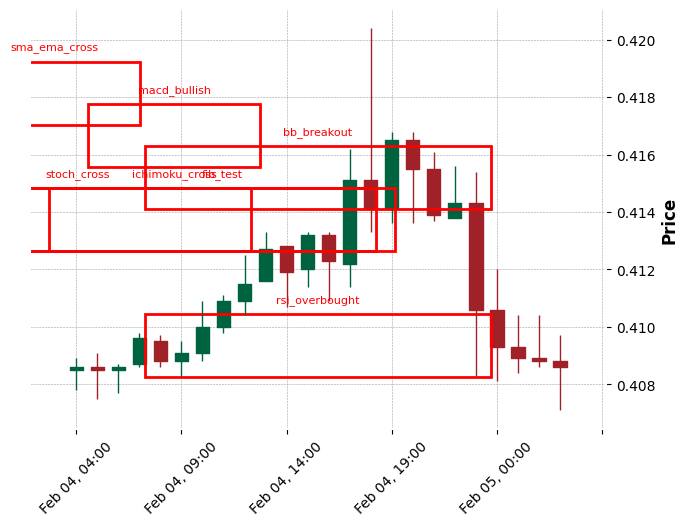 sma_ema_cross
macd_bullish
bb_breakout
stoch_cross
ichimoku_cross
fib_test
rsi_overbought
0.420
0.418
0.416
0.414
0.412
0.410
0.408
Price
Feb 04, 04:00
Feb 04, 09:00
Feb 04, 14:00
Feb 04, 19:00
Feb 05, 00:00